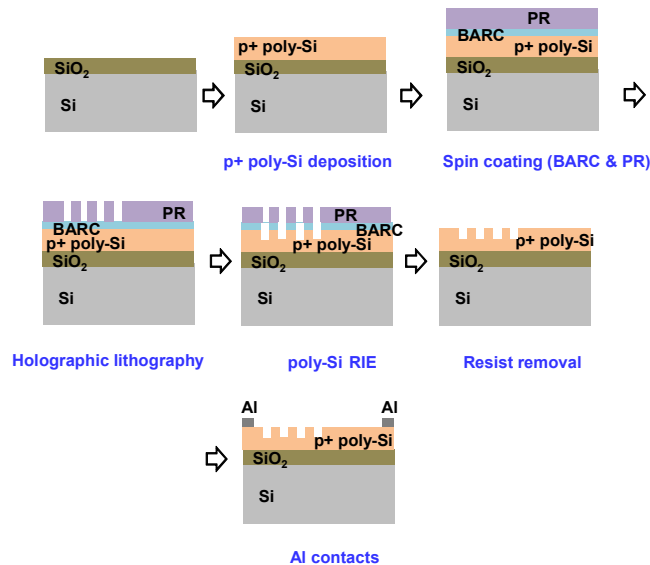 SiO₂
Si
p+ poly-Si
SiO₂
Si
p+ poly-Si deposition
PR
BARC
p+ poly-Si
SiO₂
Si
Spin coating (BARC & PR)
PR
BARC
p+ poly-Si
SiO₂
Si
Holographic lithography
PR
BARC
p+ poly-Si
SiO₂
Si
poly-Si RIE
p+ poly-Si
SiO₂
Si
Resist removal
Al Al
p+ poly-Si
SiO₂
Si
Al contacts